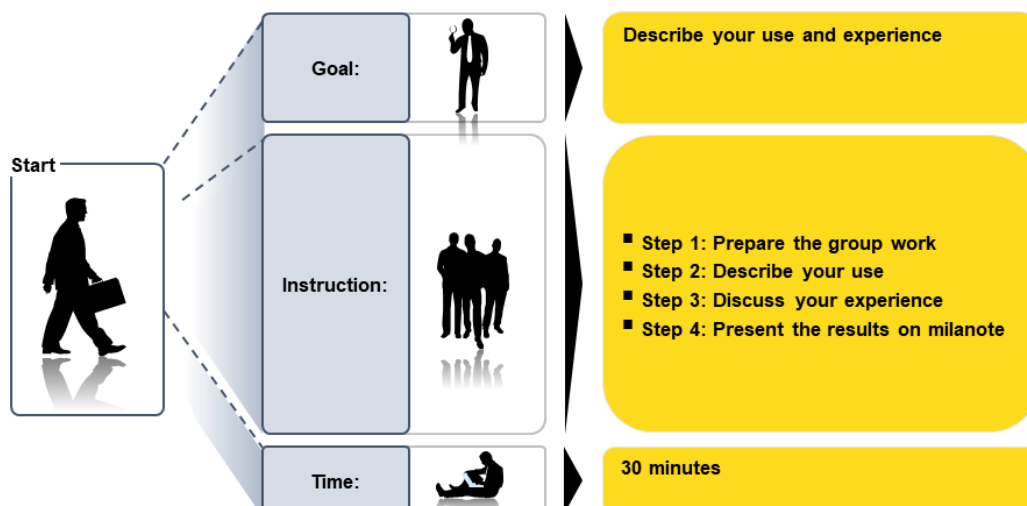 Start
Goal:
Describe your use and experience
Instruction:
▪ Step 1: Prepare the group work
▪ Step 2: Describe your use
▪ Step 3: Discuss your experience
▪ Step 4: Present the results on milanote
Time:
30 minutes